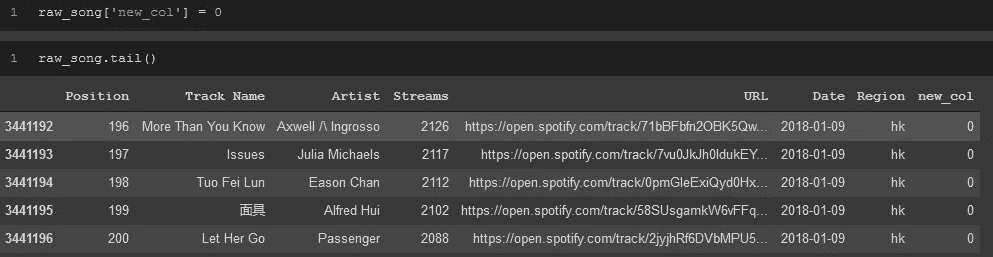 1 raw_song['new_col'] = 0
1 raw_song.tail()
Position Track Name Artist Streams URL Date Region new_col
3441192 196 More Than You Know Axwell /\ Ingrosso 2126 https://open.spotify.com/track/71bBFbfn2OBK5Qw... 2018-01-09 hk 0
3441193 197 Issues Julia Michaels 2117 https://open.spotify.com/track/7vu0JkJh0ldukEY... 2018-01-09 hk 0
3441194 198 Tuo Fei Lun Eason Chan 2112 https://open.spotify.com/track/0pmGleExiQyd0Hx... 2018-01-09 hk 0
3441195 199 面具 Alfred Hui 2102 https://open.spotify.com/track/58SUsgamkW6vFFq... 2018-01-09 hk 0
3441196 200 Let Her Go Passenger 2088 https://open.spotify.com/track/2jyjhRf6DVbMPU5... 2018-01-09 hk 0